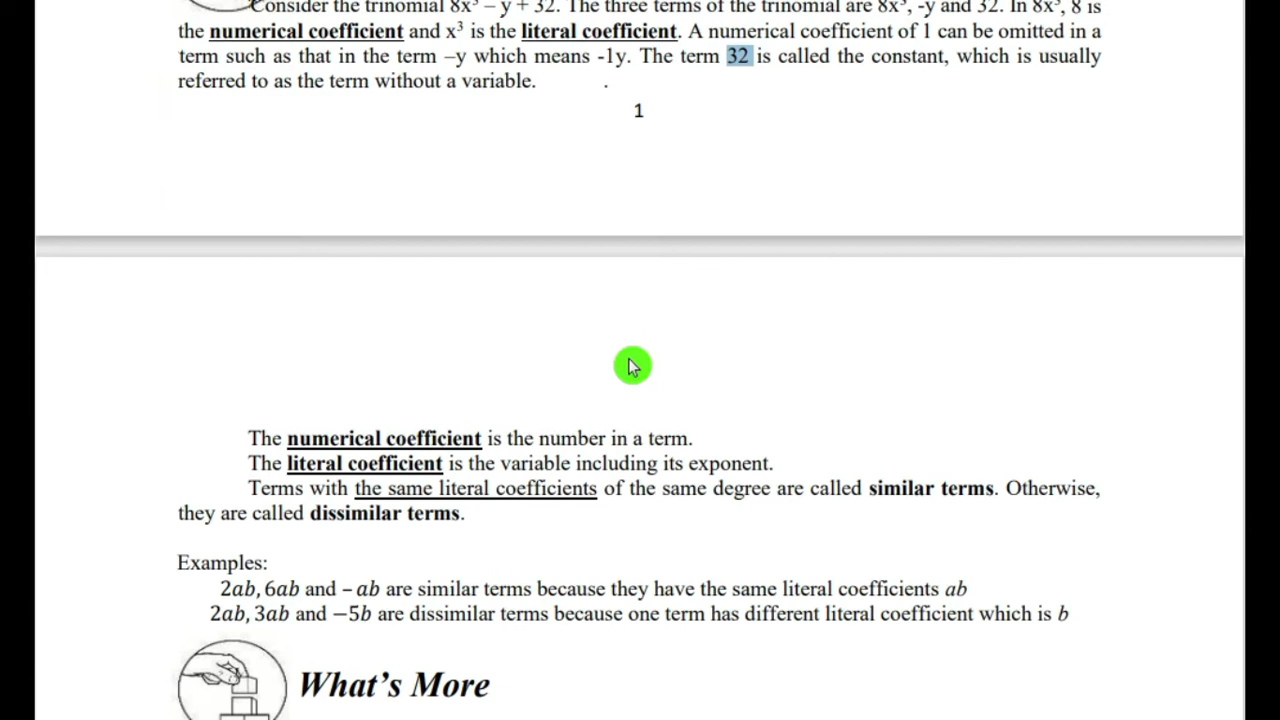 Consider the trinomial 8x³ – y + 32. The three terms of the trinomial are 8x³, -y and 32. In 8x³, 8 is
the numerical coefficient and x³ is the literal coefficient. A numerical coefficient of 1 can be omitted in a
term such as that in the term –y which means -1y. The term 32 is called the constant, which is usually
referred to as the term without a variable. .
1
The numerical coefficient is the number in a term.
The literal coefficient is the variable including its exponent.
Terms with the same literal coefficients of the same degree are called similar terms. Otherwise,
they are called dissimilar terms.
Examples:
2ab, 6ab and – ab are similar terms because they have the same literal coefficients ab
2ab, 3ab and −5b are dissimilar terms because one term has different literal coefficient which is b
What’s More